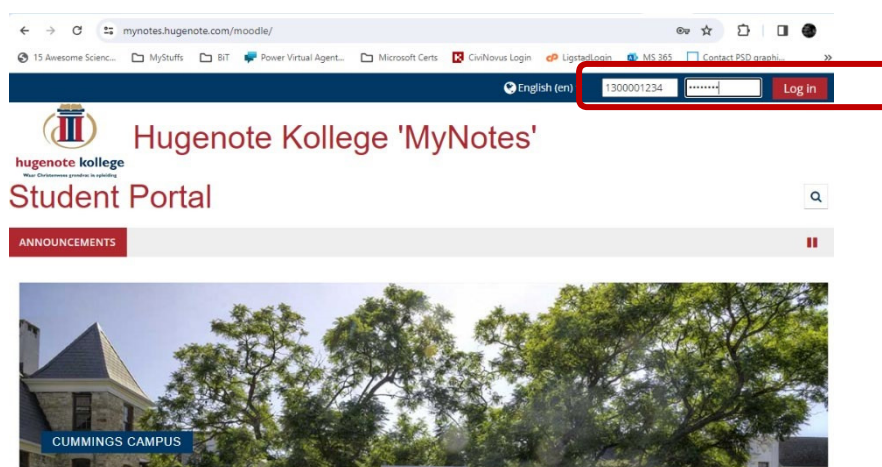 mynotes.hugenote.com/moodle/
15 Awesome Scienc... MyStuffs BiT Power Virtual Agent... Microsoft Certs CiviNovus Login LigstadLogin MS 365 Contact PSD graphi... »
English (en) 1300001234 •••••••• Log in
hugenote kollege
Hugenote Kollege 'MyNotes'
Student Portal
ANNOUNCEMENTS
CUMMINGS CAMPUS